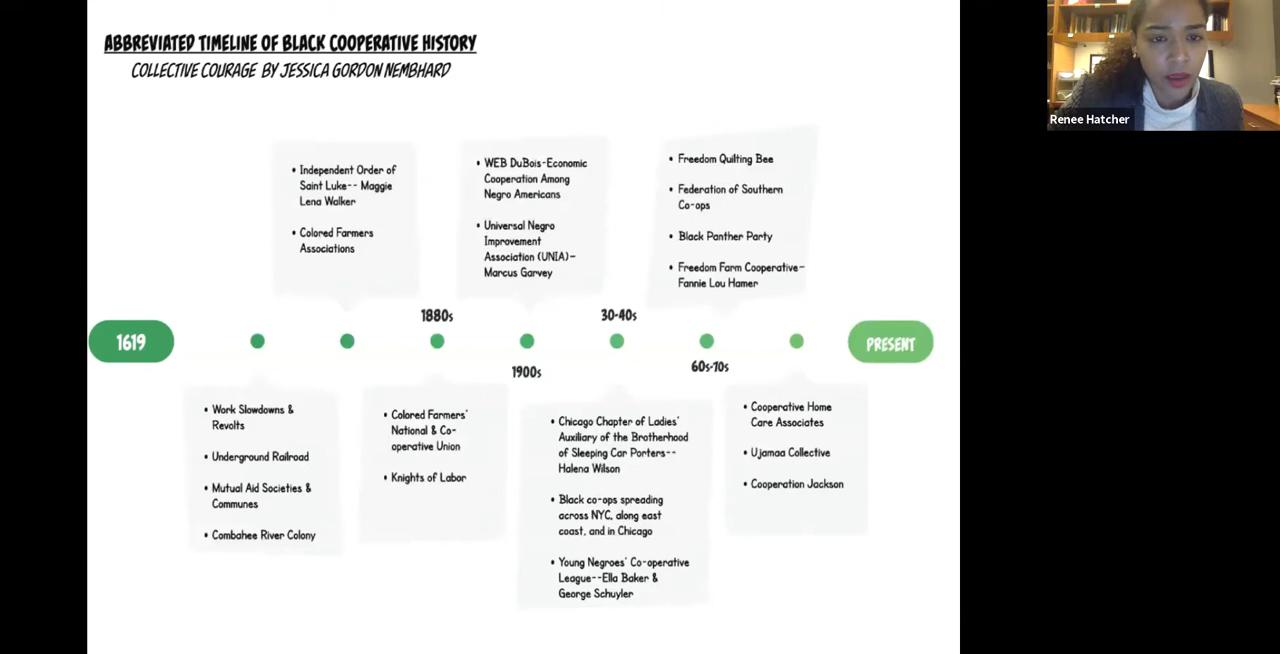 ABBREVIATED TIMELINE OF BLACK COOPERATIVE HISTORY
COLLECTIVE COURAGE BY JESSICA GORDON NEMBHARD
Renee Hatcher
• Independent Order of
Saint Luke-- Maggie
Lena Walker
• Colored Farmers
Associations
• WEB DuBois-Economic
Cooperation Among
Negro Americans
• Universal Negro
Improvement
Association (UNIA)–
Marcus Garvey
• Freedom Quilting Bee
• Federation of Southern
Co-ops
• Black Panther Party
• Freedom Farm Cooperative–
Fannie Lou Hamer
1619
1880s
1900s
30-40s
60s-70s
PRESENT
• Work Slowdowns &
Revolts
• Underground Railroad
• Mutual Aid Societies &
Communes
• Combahee River Colony
• Colored Farmers'
National & Co-
operative Union
• Knights of Labor
• Chicago Chapter of Ladies'
Auxiliary of the Brotherhood
of Sleeping Car Porters--
Halena Wilson
• Black co-ops spreading
across NYC, along east
coast, and in Chicago
• Young Negroes' Co-operative
League--Ella Baker &
George Schuyler
• Cooperative Home
Care Associates
• Ujamaa Collective
• Cooperation Jackson